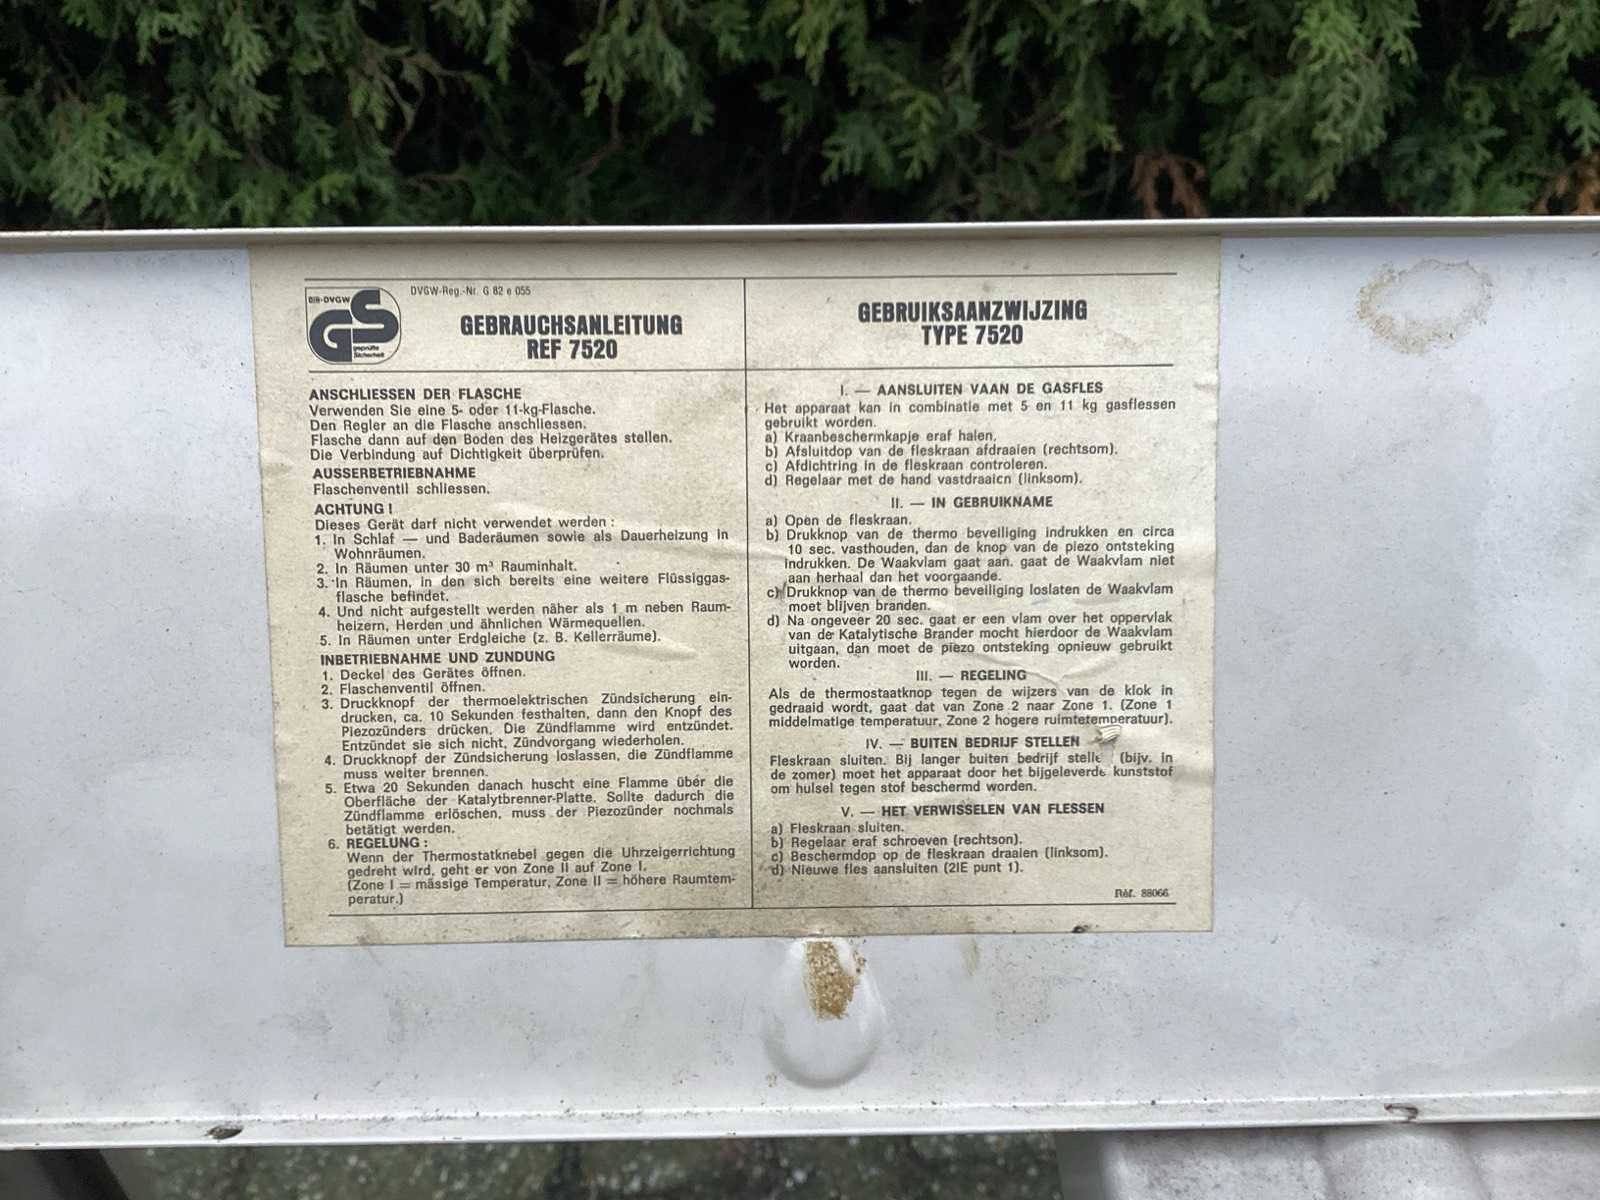 DIN-DVGW
GS
geprüfte
Sicherheit
DVGW-Reg.-Nr. G 82 e 055
GEBRAUCHSANLEITUNG
REF 7520
ANSCHLIESSEN DER FLASCHE
Verwenden Sie eine 5- oder 11-kg-Flasche.
Den Regler an die Flasche anschliessen.
Flasche dann auf den Boden des Heizgerätes stellen.
Die Verbindung auf Dichtigkeit überprüfen.
AUSSERBETRIEBNAHME
Flaschenventil schliessen.
ACHTUNG !
Dieses Gerät darf nicht verwendet werden :
1. In Schlaf — und Baderäumen sowie als Dauerheizung in
Wohnräumen.
2. In Räumen unter 30 m³ Rauminhalt.
3. In Räumen, in den sich bereits eine weitere Flüssiggas-
flasche befindet.
4. Und nicht aufgestellt werden näher als 1 m neben Raum-
heizern, Herden und ähnlichen Wärmequellen.
5. In Räumen unter Erdgleiche (z. B. Kellerräume).
INBETRIEBNAHME UND ZUNDUNG
1. Deckel des Gerätes öffnen.
2. Flaschenventil öffnen.
3. Druckknopf der thermoelektrischen Zündsicherung ein-
drucken, ca. 10 Sekunden festhalten, dann den Knopf des
Piezozünders drücken. Die Zündflamme wird entzündet.
Entzündet sie sich nicht, Zündvorgang wiederholen.
4. Druckknopf der Zündsicherung loslassen, die Zündflamme
muss weiter brennen.
5. Etwa 20 Sekunden danach huscht eine Flamme über die
Oberfläche der Katalytbrenner-Platte. Sollte dadurch die
Zündflamme erlöschen, muss der Piezozünder nochmals
betätigt werden.
6. REGELUNG :
Wenn der Thermostatknebel gegen die Uhrzeigerrichtung
gedreht wird, geht er von Zone II auf Zone I.
(Zone I = mässige Temperatur, Zone II = höhere Raumtem-
peratur.)
GEBRUIKSAANZWIJZING
TYPE 7520
I. — AANSLUITEN VAAN DE GASFLES
Het apparaat kan in combinatie met 5 en 11 kg gasflessen
gebruikt worden.
a) Kraanbeschermkapje eraf halen.
b) Afsluitdop van de fleskraan afdraaien (rechtsom).
c) Afdichtring in de fleskraan controleren.
d) Regelaar met de hand vastdraaicn (linksom).
II. — IN GEBRUIKNAME
a) Open de fleskraan.
b) Drukknop van de thermo beveiliging indrukken en circa
10 sec. vasthouden, dan de knop van de piezo ontsteking
indrukken. De Waakvlam gaat aan. gaat de Waakvlam niet
aan herhaal dan het voorgaande.
c) Drukknop van de thermo beveiliging loslaten de Waakvlam
moet blijven branden.
d) Na ongeveer 20 sec. gaat er een vlam over het oppervlak
van de Katalytische Brander mocht hierdoor de Waakvlam
uitgaan, dan moet de piezo ontsteking opnieuw gebruikt
worden.
III. — REGELING
Als de thermostaatknop tegen de wijzers van de klok in
gedraaid wordt, gaat dat van Zone 2 naar Zone 1. (Zone 1
middelmatige temperatuur, Zone 2 hogere ruimtetemperatuur).
IV. — BUITEN BEDRIJF STELLEN
Fleskraan sluiten. Bij langer buiten bedrijf (bijv. in
de zomer) moet het apparaat door het bijgeleverde kunststof
om hulsel tegen stof beschermd worden.
V. — HET VERWISSELEN VAN FLESSEN
a) Fleskraan sluiten.
b) Regelaar eraf schroeven (rechtson).
c) Beschermdop op de fleskraan draaien (linksom).
d) Nieuwe fles aansluiten (2IE punt 1).
Réf. 88066